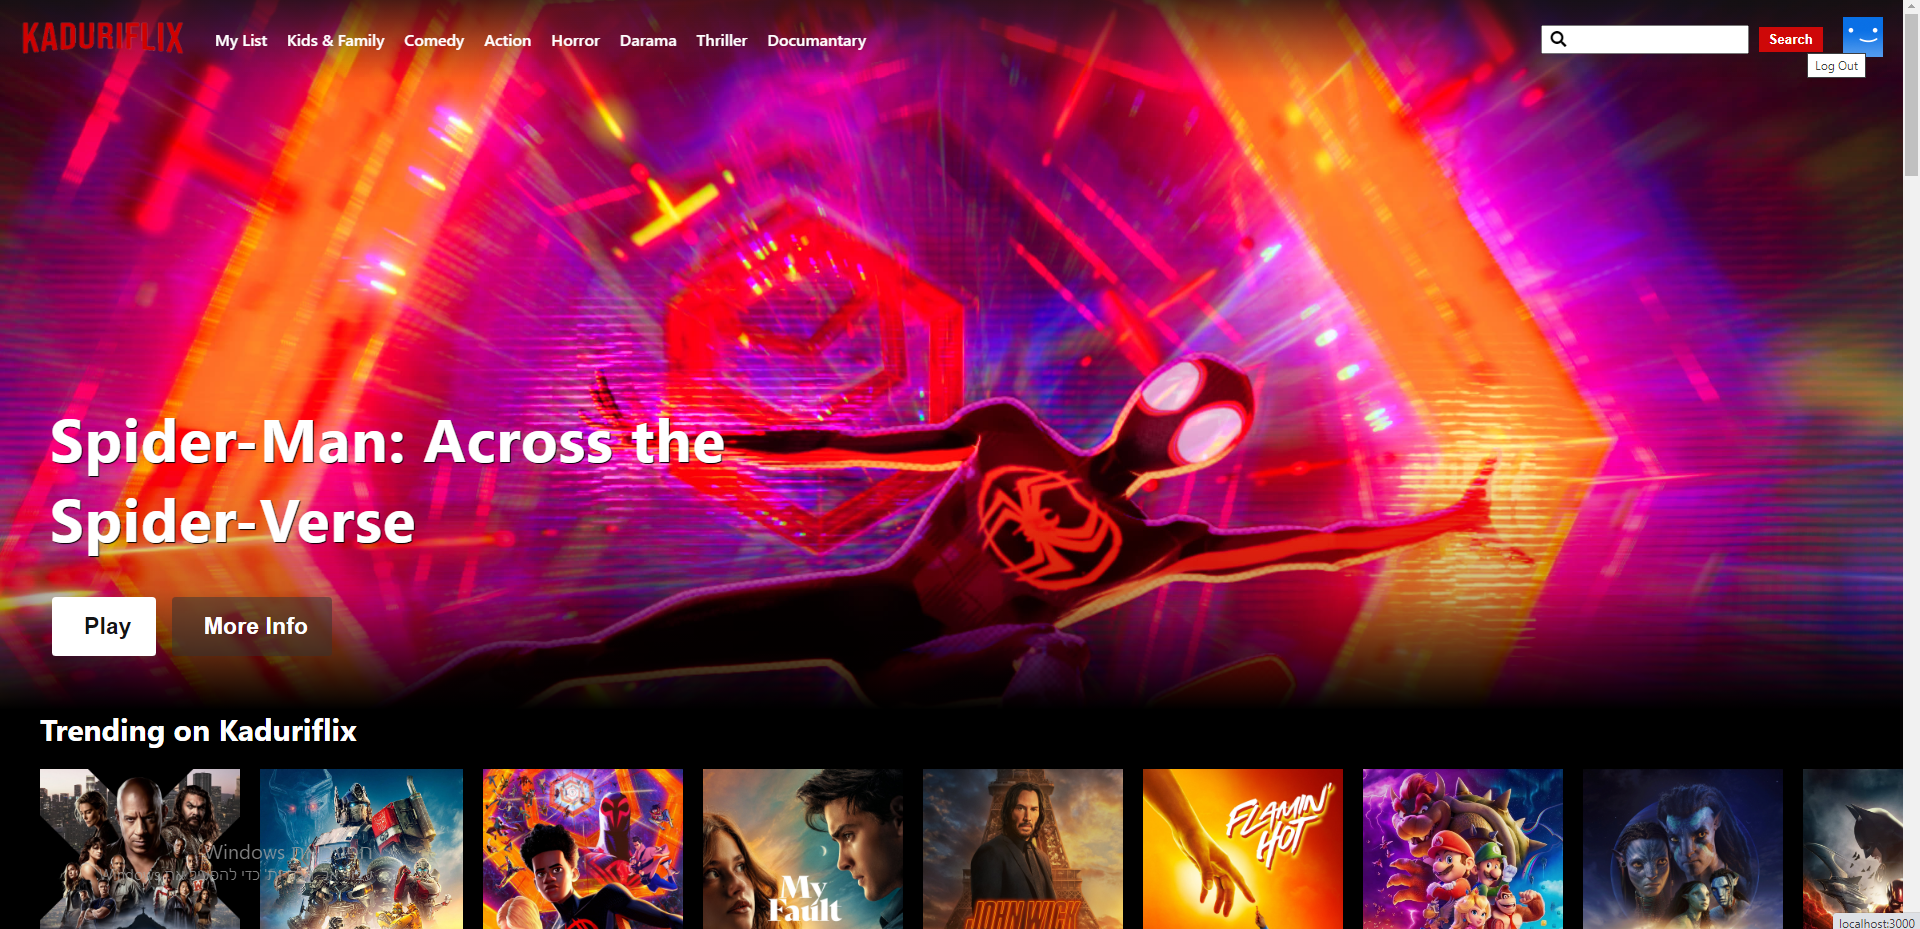 KADURIFLIX
My List Kids & Family Comedy Action Horror Darama Thriller Documantary
Search
Log Out
Spider-Man: Across the
Spider-Verse
Play More Info
Trending on Kaduriflix
My
Fault
JOHN WICK
FLAMIN'
HOT
Windows
localhost:3000